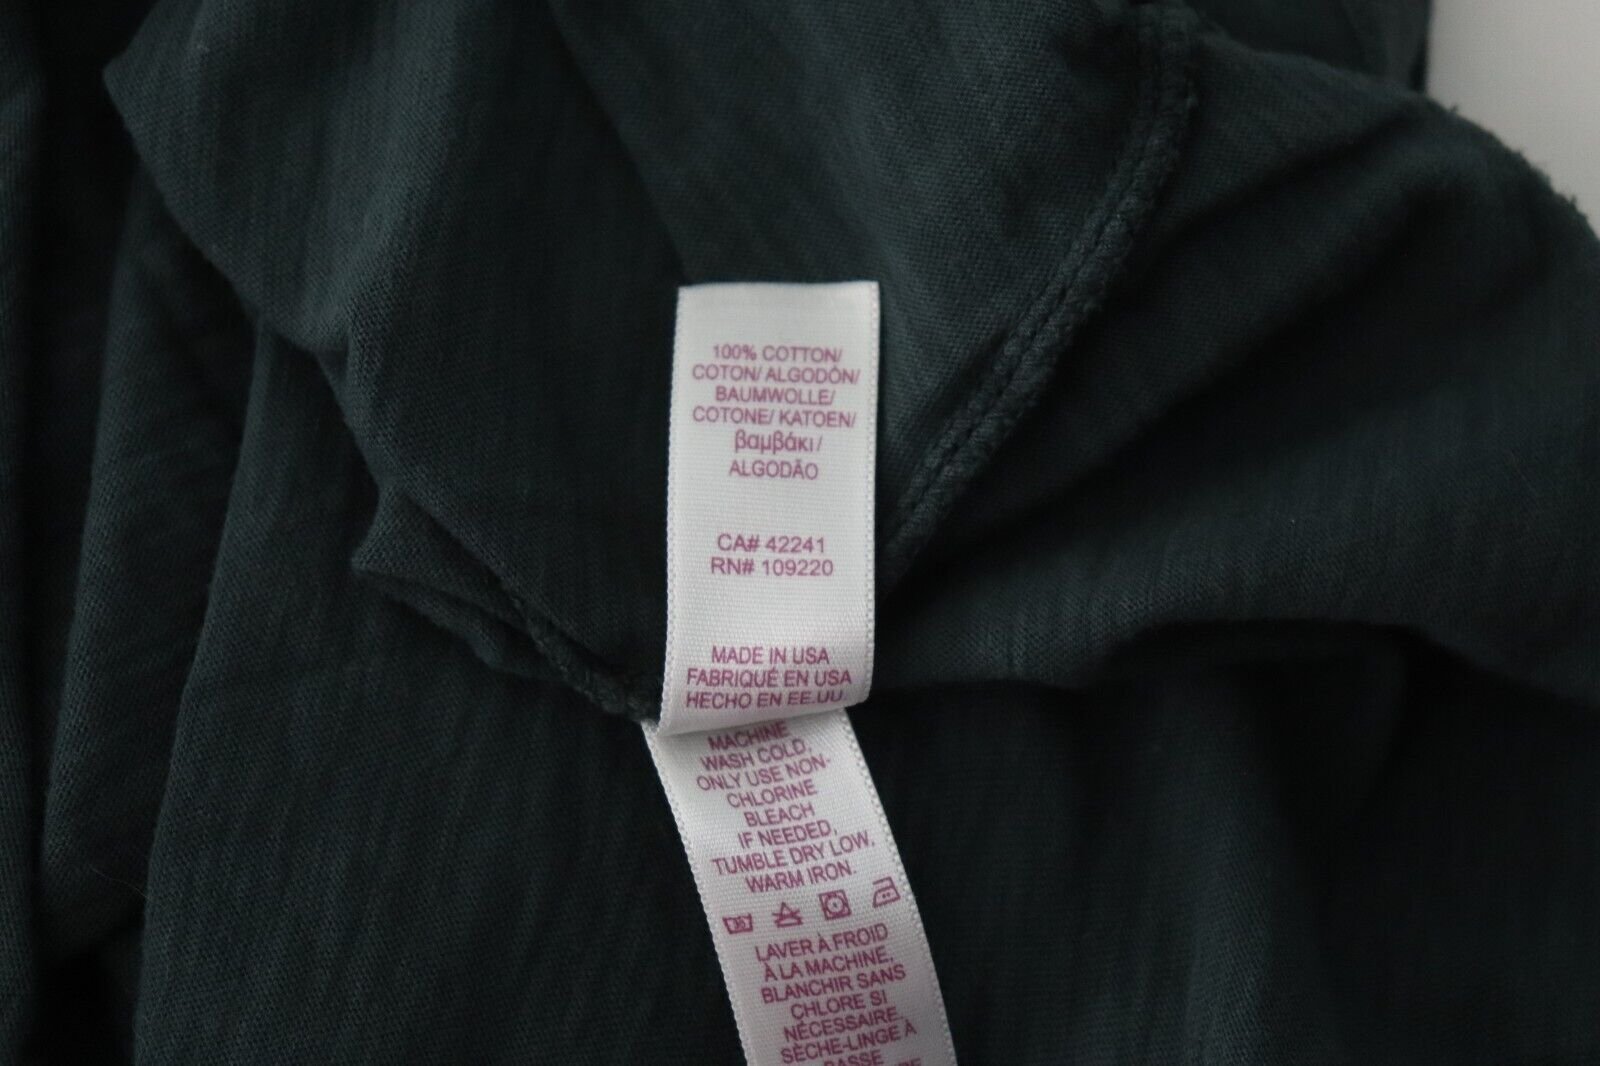 100% COTTON/
COTON/ ALGODÓN/
BAUMWOLLE/
COTONE/ KATOEN/
βαμβάκι/
ALGODÃO
CA# 42241
RN# 109220
MADE IN USA
FABRIQUÉ EN USA
HECHO EN EE.UU.
MACHINE
WASH COLD,
ONLY USE NON-
CHLORINE
BLEACH
IF NEEDED,
TUMBLE DRY LOW,
WARM IRON.
LAVER À FROID
À LA MACHINE,
BLANCHIR SANS
CHLORE SI
NÉCESSAIRE,
SÈCHE-LINGE À
BASSE